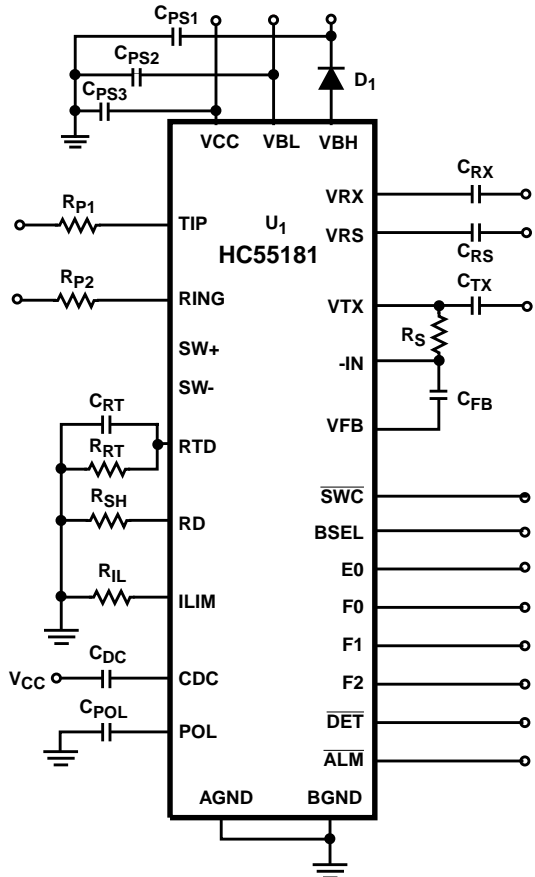 CPS1
CPS2
D1
CPS3
VCC VBL VBH
CRX
VRX
RP1
TIP
U1
HC55181
VRS
CRS
RP2
RING
VTX
CTX
RS
SW+
-IN
SW-
CFB
CRT
RTD
VFB
RRT
RSH
RD
SWC
BSEL
E0
RIL
ILIM
F0
F1
CDC
VCC
CDC
F2
CPOL
POL
DET
ALM
AGND BGND